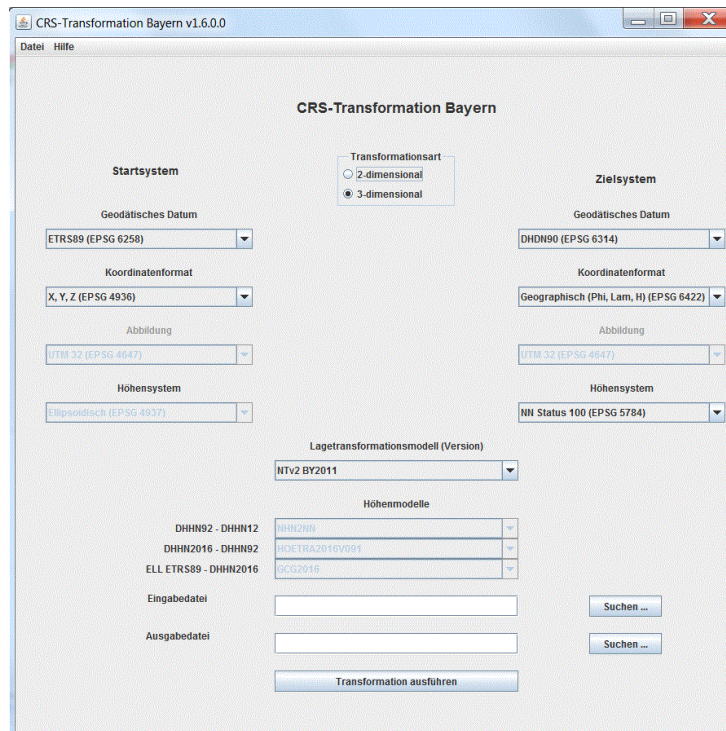 CRS-Transformation Bayern v1.6.0.0
Datei Hilfe
CRS-Transformation Bayern
Transformationsart
2-dimensional
3-dimensional
Startsystem
Zielsystem
Geodätisches Datum
Geodätisches Datum
ETRS89 (EPSG 6258)
DHDN90 (EPSG 6314)
Koordinatenformat
Koordinatenformat
X, Y, Z (EPSG 4936)
Geographisch (Phi, Lam, H) (EPSG 6422)
Abbildung
Abbildung
UTM 32 (EPSG 4647)
UTM 32 (EPSG 4647)
Höhensystem
Höhensystem
Ellipsoidisch (EPSG 4937)
NN Status 100 (EPSG 5784)
Lagetransformationsmodell (Version)
NTv2 BY2011
Höhenmodelle
DHHN92 - DHHN12 NHN2NN
DHHN2016 - DHHN92 HOETRA2016V091
ELL ETRS89 - DHHN2016 GCG2016
Eingabedatei Suchen ...
Ausgabedatei Suchen ...
Transformation ausführen